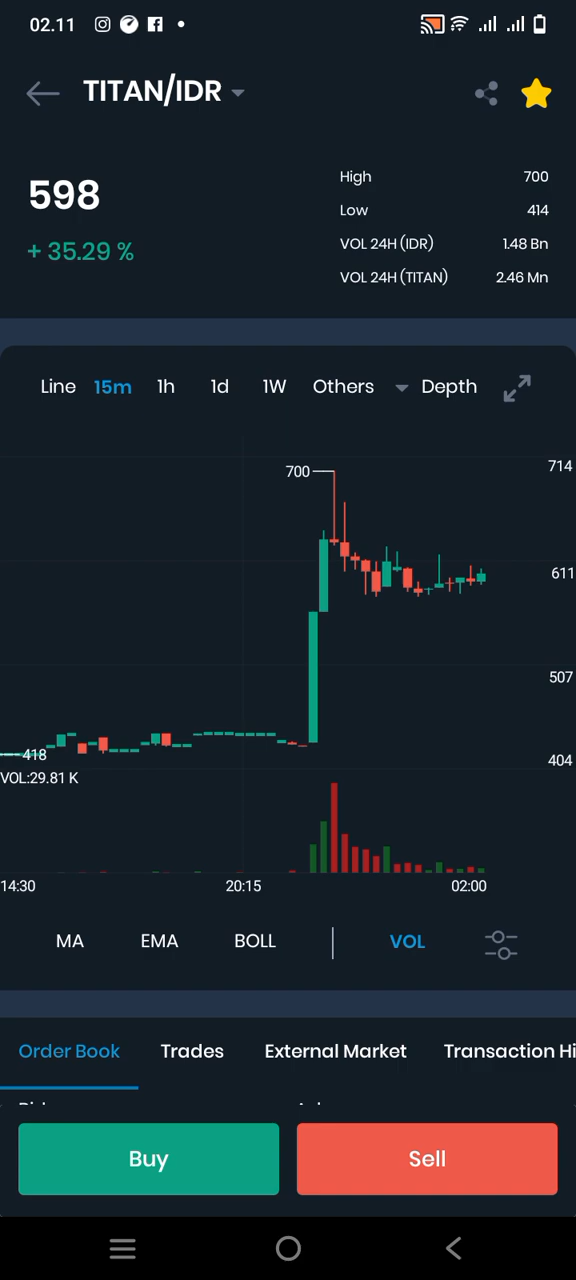 02.11
TITAN/IDR
598
+ 35.29 %
High 700
Low 414
VOL 24H (IDR) 1.48 Bn
VOL 24H (TITAN) 2.46 Mn
Line 15m 1h 1d 1W Others Depth
714
700
611
507
418
404
VOL:29.81 K
14:30 20:15 02:00
MA EMA BOLL VOL
Order Book Trades External Market Transaction Hi
Buy Sell